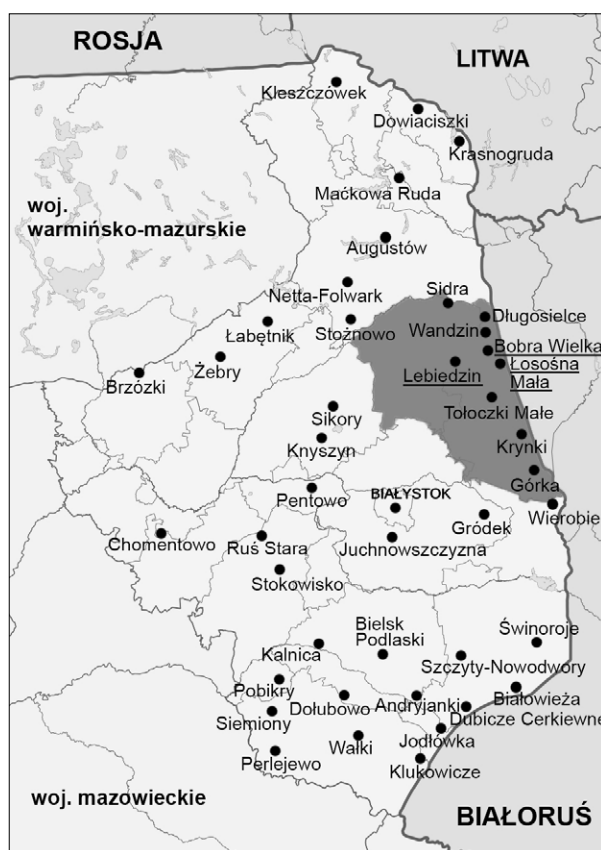 ROSJA
LITWA
Kleszczówek
Dowiaciszki
Krasnogruda
Maćkowa Ruda
woj.
warmińsko-mazurskie
Augustów
Netta-Folwark
Sidra
Długosielce
Stożnowo
Wandzin
Łabętnik
Bobra Wielka
Żebry
Łosośna
Mała
Lebiedzin
Brzózki
Tołoczki Małe
Sikory
Krynki
Knyszyn
Górka
Pentowo
BIAŁYSTOK
Wierobie
Gródek
Chomentowo
Ruś Stara
Juchnowszczyzna
Stokowisko
Bielsk
Podlaski
Świnoroje
Kalnica
Szczyty-Nowodwory
Pobikry
Białowieża
Dołubowo
Andryjanki
Siemiony
Dubicze Cerkiewne
Wałki
Jodłówka
Perlejewo
Klukowicze
woj. mazowieckie
BIAŁORUŚ